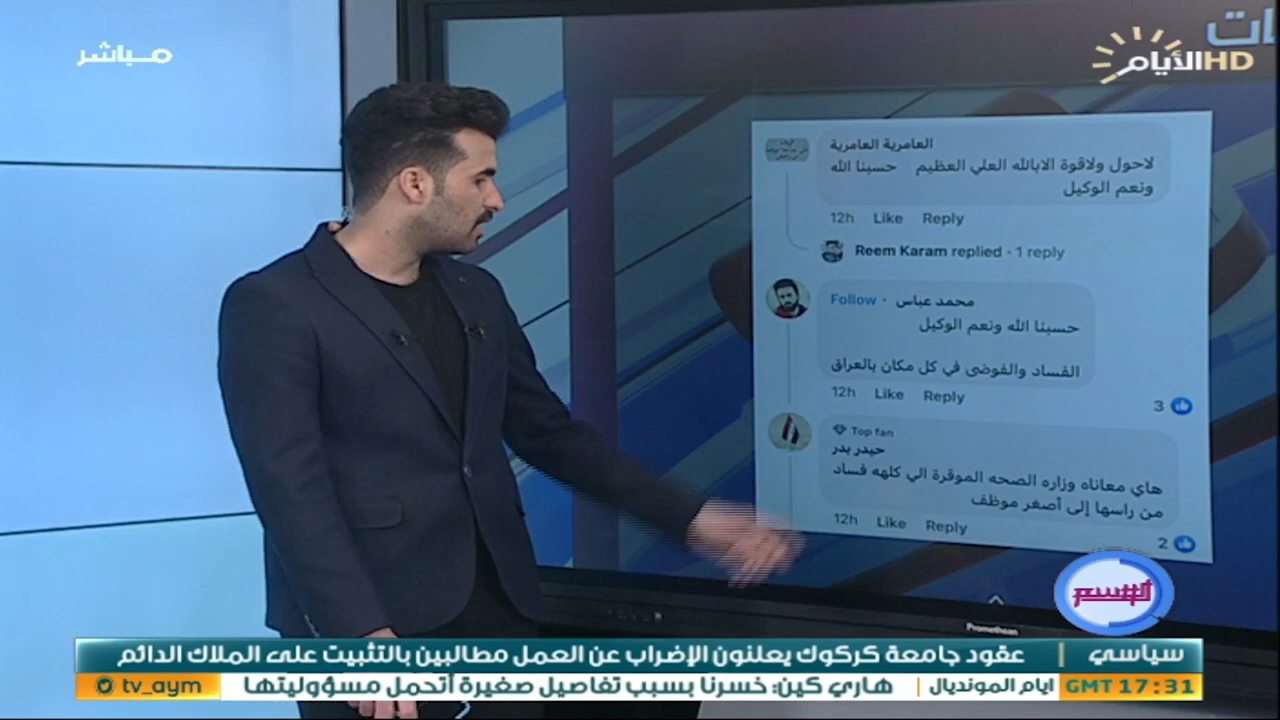 مباشر
ات
الأيام HD
العامرية العامرية
لاحول ولاقوة الابالله العلي العظيم حسبنا الله
ونعم الوكيل
12h Like Reply
Reem Karam replied · 1 reply
Follow · محمد عباس
حسبنا الله ونعم الوكيل
الفساد والفوضى في كل مكان بالعراق
12h Like Reply
3
Top fan
حيدر بدر
هاي معاناه وزاره الصحه الموقرة الي كلهه فساد
من راسها إلى أصغر موظف
12h Like Reply
2
Promethean
سياسي | عقود جامعة كركوك يعلنون الإضراب عن العمل مطالبين بالتثبيت على الملاك الدائم
GMT 17:31 ايام المونديال | هاري كين: خسرنا بسبب تفاصيل صغيرة أتحمل مسؤوليتها tv_aym